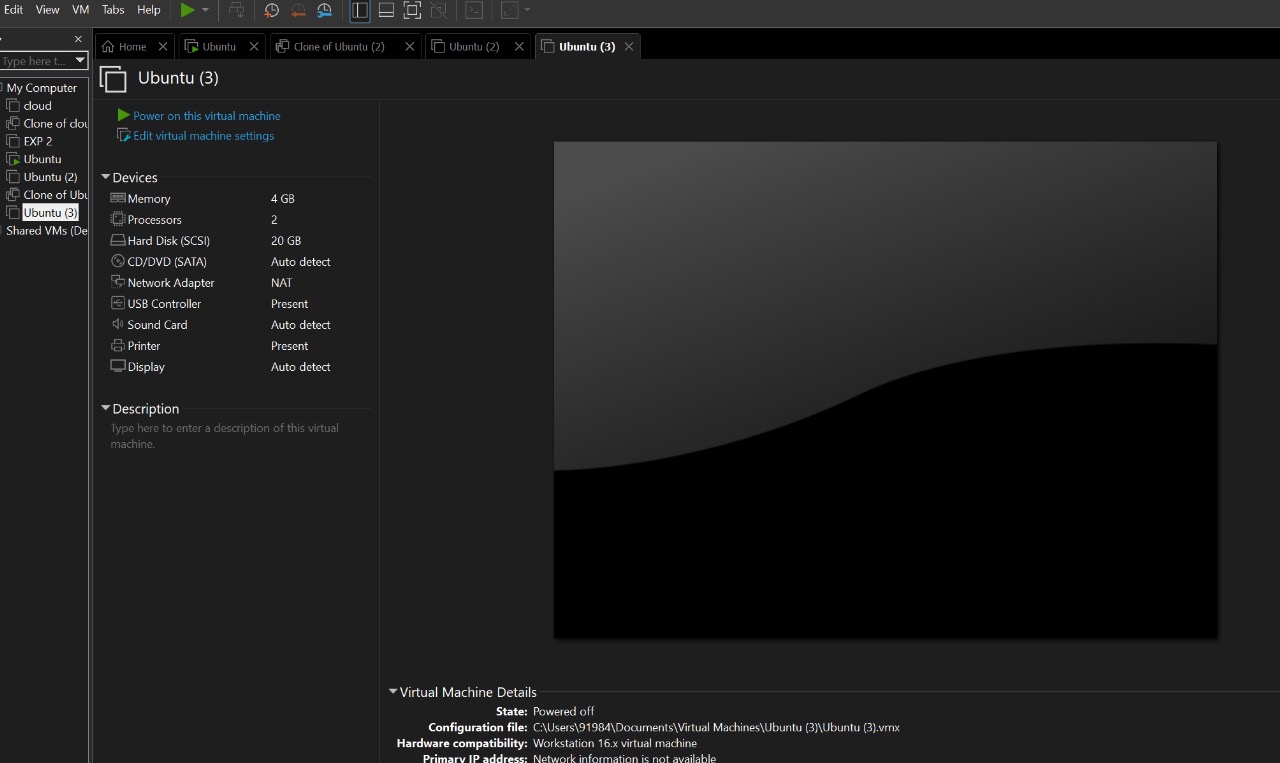 Edit View VM Tabs Help
Type here t...
My Computer
cloud
Clone of clou
EXP 2
Ubuntu
Ubuntu (2)
Clone of Ubu
Ubuntu (3)
Shared VMs (De
Home Ubuntu Clone of Ubuntu (2) Ubuntu (2) Ubuntu (3)
Ubuntu (3)
Power on this virtual machine
Edit virtual machine settings
Devices
Memory 4 GB
Processors 2
Hard Disk (SCSI) 20 GB
CD/DVD (SATA) Auto detect
Network Adapter NAT
USB Controller Present
Sound Card Auto detect
Printer Present
Display Auto detect
Description
Type here to enter a description of this virtual
machine.
Virtual Machine Details
State: Powered off
Configuration file: C:\Users\91984\Documents\Virtual Machines\Ubuntu (3)\Ubuntu (3).vmx
Hardware compatibility: Workstation 16.x virtual machine
Primary IP address: Network information is not available